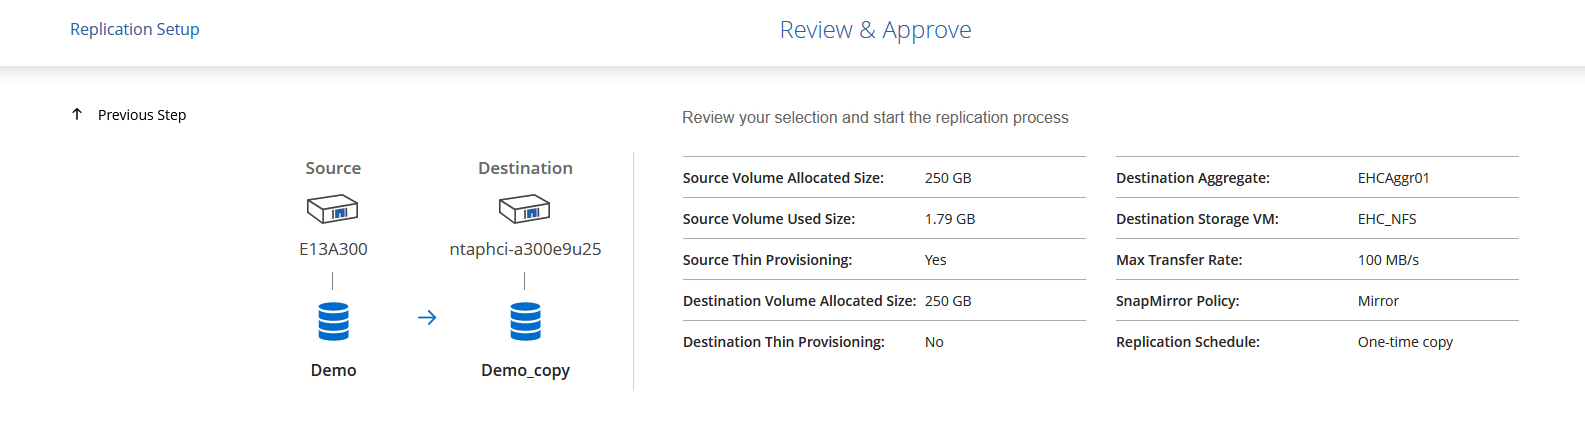 Replication Setup
Review & Approve
Previous Step
Source
Destination
E13A300
ntaphci-a300e9u25
Demo
Demo_copy
Review your selection and start the replication process
Source Volume Allocated Size: 250 GB
Source Volume Used Size: 1.79 GB
Source Thin Provisioning: Yes
Destination Volume Allocated Size: 250 GB
Destination Thin Provisioning: No
Destination Aggregate: EHCAggr01
Destination Storage VM: EHC_NFS
Max Transfer Rate: 100 MB/s
SnapMirror Policy: Mirror
Replication Schedule: One-time copy